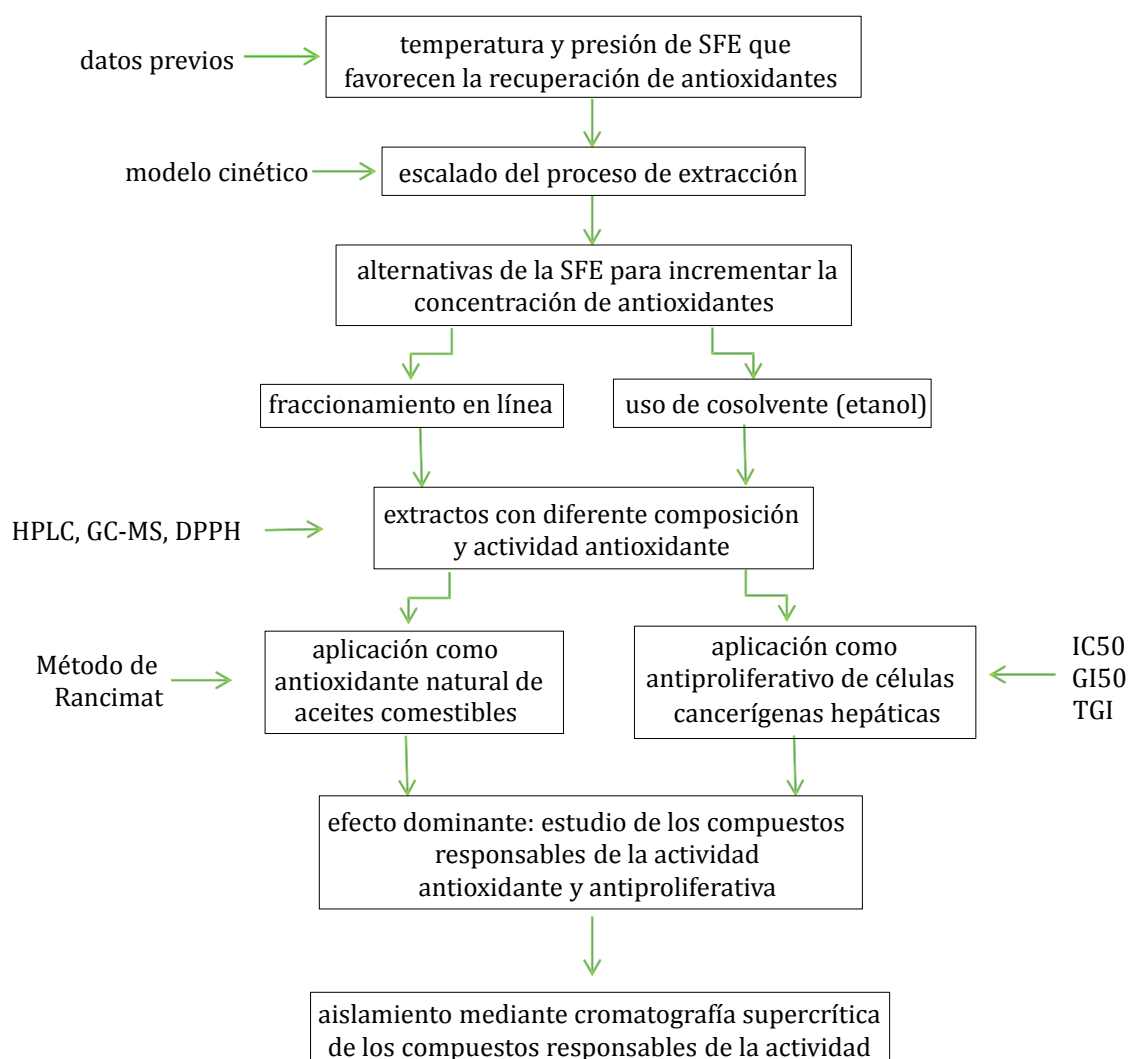 datos previos
temperatura y presión de SFE que
favorecen la recuperación de antioxidantes
modelo cinético
escalado del proceso de extracción
alternativas de la SFE para incrementar la
concentración de antioxidantes
fraccionamiento en línea
uso de cosolvente (etanol)
HPLC, GC-MS, DPPH
extractos con diferente composición
y actividad antioxidante
Método de
Rancimat
aplicación como
antioxidante natural de
aceites comestibles
aplicación como
antiproliferativo de células
cancerígenas hepáticas
IC50
GI50
TGI
efecto dominante: estudio de los compuestos
responsables de la actividad
antioxidante y antiproliferativa
aislamiento mediante cromatografía supercrítica
de los compuestos responsables de la actividad